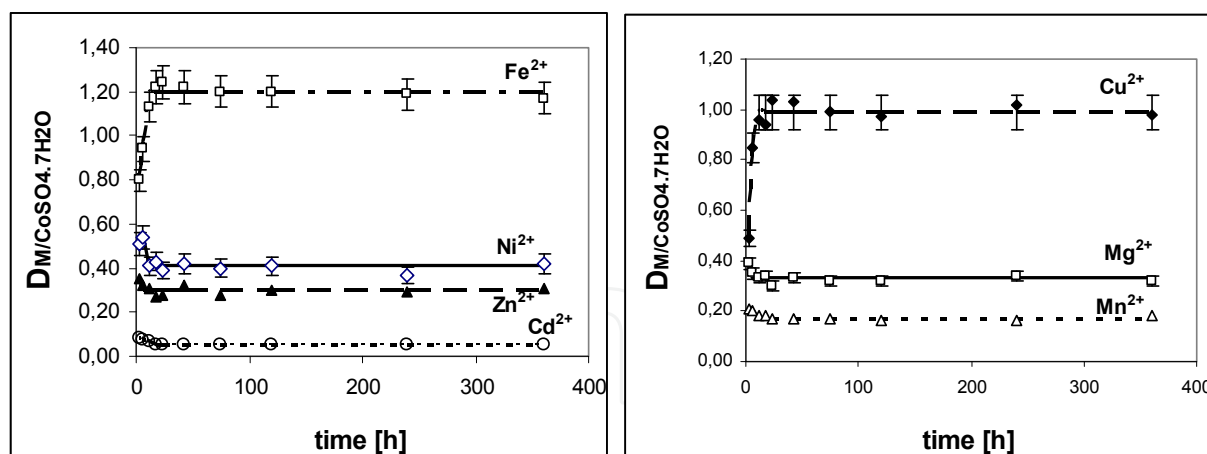 D_M/CoSO4.7H2O
1,40
1,20
1,00
0,80
0,60
0,40
0,20
0,00
Fe²⁺
Ni²⁺
Zn²⁺
Cd²⁺
0 100 200 300 400
time [h]
D_M/CoSO4.7H2O
1,20
1,00
0,80
0,60
0,40
0,20
0,00
Cu²⁺
Mg²⁺
Mn²⁺
0 100 200 300 400
time [h]